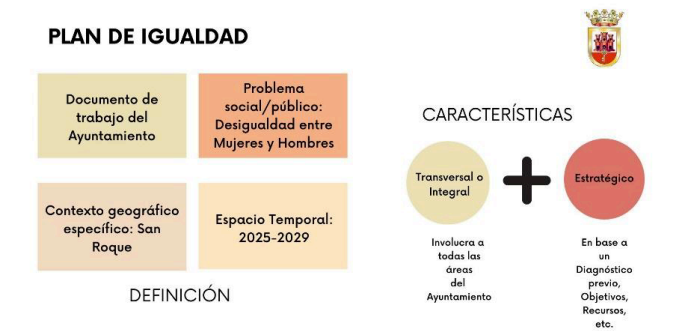 PLAN DE IGUALDAD
Documento de
trabajo del
Ayuntamiento
Problema
social/público:
Desigualdad entre
Mujeres y Hombres
Contexto geográfico
específico: San
Roque
Espacio Temporal:
2025-2029
DEFINICIÓN
CARACTERÍSTICAS
Transversal o
Integral
Estratégico
Involucra a
todas las
áreas
del
Ayuntamiento
En base a
un
Diagnóstico
previo,
Objetivos,
Recursos,
etc.